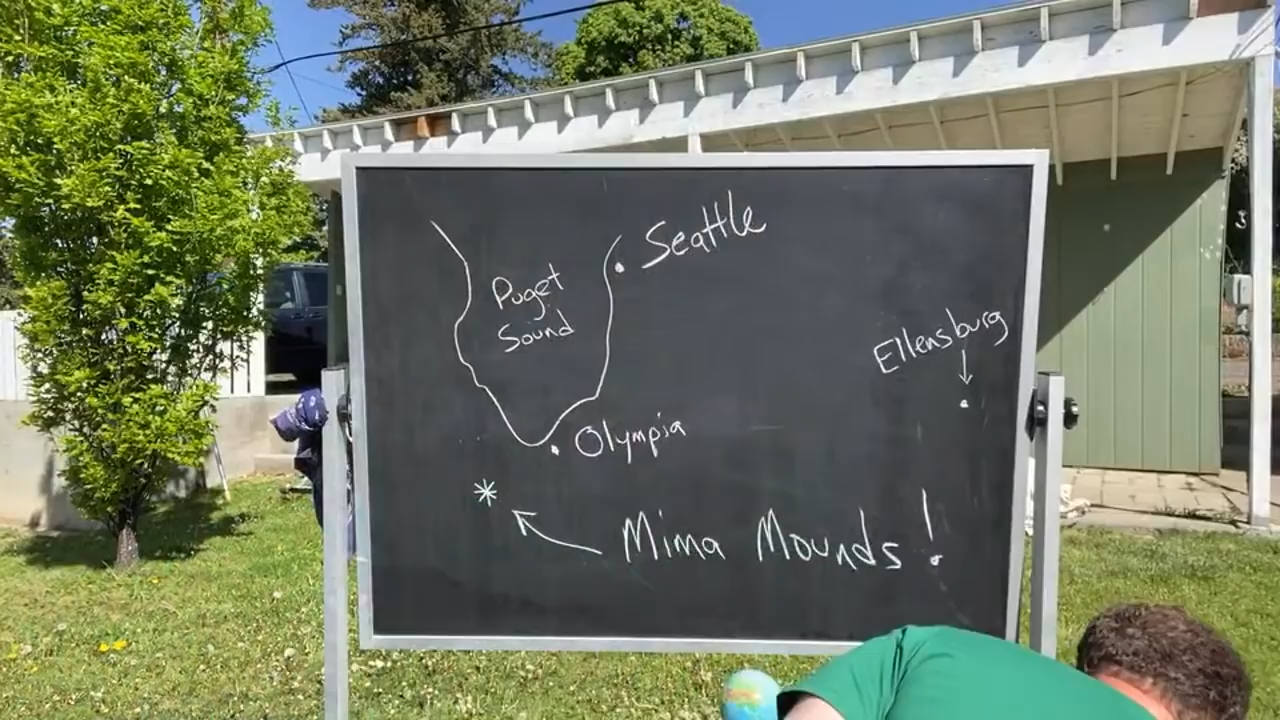 Seattle
Puget
Sound
Ellensburg
Olympia
Mima Mounds!